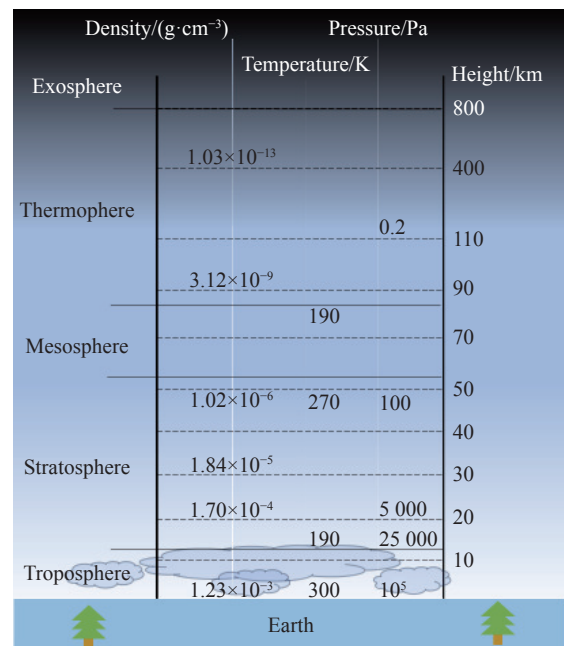 Density/(g·cm⁻³) Pressure/Pa
Temperature/K
Height/km
Exosphere
800
1.03×10⁻¹³
400
Thermophere
0.2
110
3.12×10⁻⁹
90
190
Mesosphere
70
50
1.02×10⁻⁶ 270 100
40
Stratosphere
1.84×10⁻⁵
30
1.70×10⁻⁴ 5 000
20
190 25 000
10
Troposphere
1.23×10⁻³ 300 10⁵
Earth